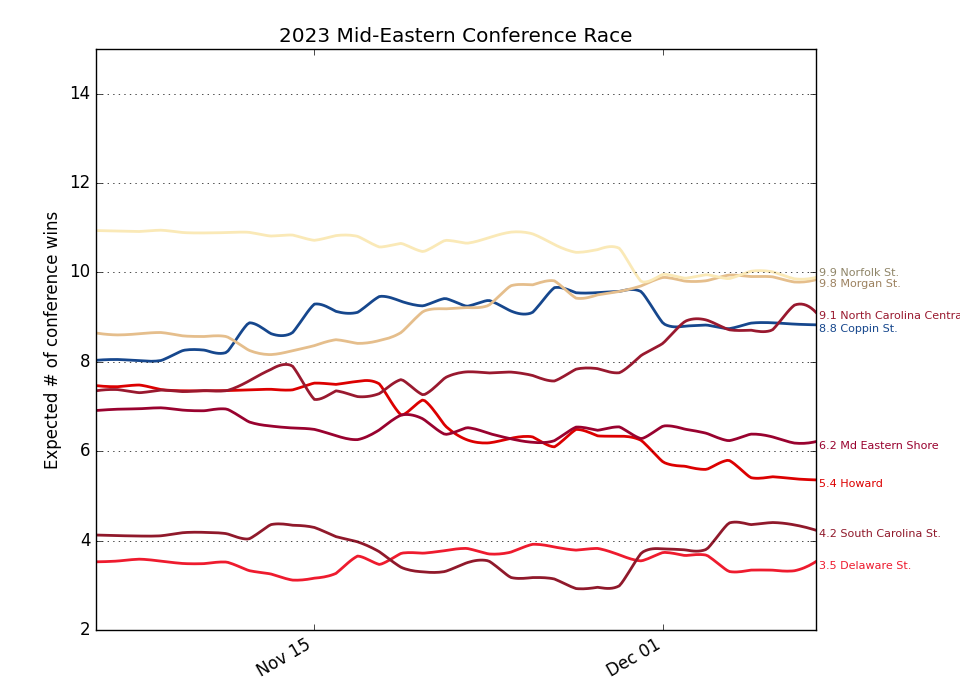 2023 Mid-Eastern Conference Race
Expected # of conference wins
14
12
10
8
6
4
2
Nov 15
Dec 01
9.9 Norfolk St.
9.8 Morgan St.
9.1 North Carolina Centra
8.8 Coppin St.
6.2 Md Eastern Shore
5.4 Howard
4.2 South Carolina St.
3.5 Delaware St.